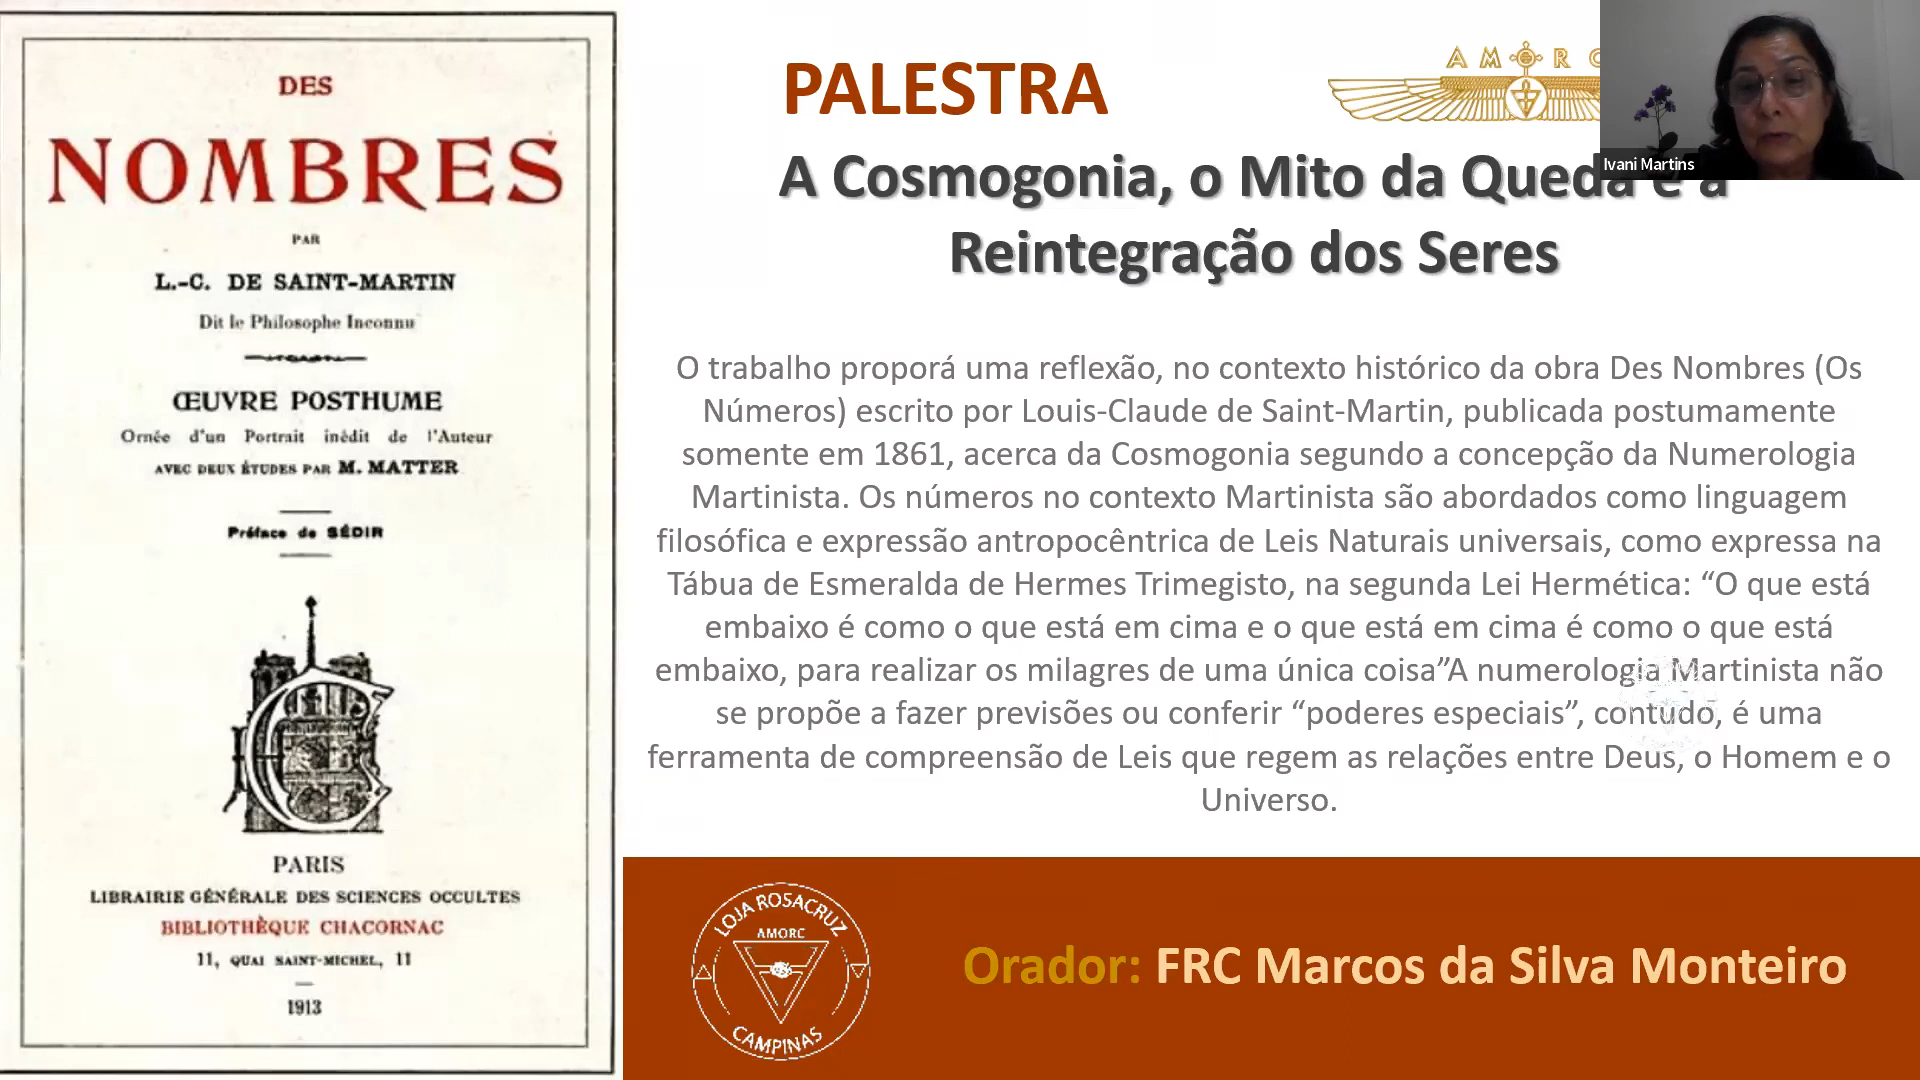 DES
NOMBRES
PAR
L.-C. DE SAINT-MARTIN
Dit le Philosophe Inconnu
ŒUVRE POSTHUME
Ornée d'un Portrait inèdit de l'Auteur
AVEC DEUX ÉTUDES PAR M. MATTER
Préface de SÉDIR
PARIS
LIBRAIRIE GÉNÉRALE DES SCIENCES OCCULTES
BIBLIOTHÈQUE CHACORNAC
11, QUAI SAINT-MICHEL, 11
1913
PALESTRA
AMORC
Ivani Martins
A Cosmogonia, o Mito da Queda e a
Reintegração dos Seres
O trabalho proporá uma reflexão, no contexto histórico da obra Des Nombres (Os
Números) escrito por Louis-Claude de Saint-Martin, publicada postumamente
somente em 1861, acerca da Cosmogonia segundo a concepção da Numerologia
Martinista. Os números no contexto Martinista são abordados como linguagem
filosófica e expressão antropocêntrica de Leis Naturais universais, como expressa na
Tábua de Esmeralda de Hermes Trimegisto, na segunda Lei Hermética: “O que está
embaixo é como o que está em cima e o que está em cima é como o que está
embaixo, para realizar os milagres de uma única coisa”A numerologia Martinista não
se propõe a fazer previsões ou conferir “poderes especiais”, contudo, é uma
ferramenta de compreensão de Leis que regem as relações entre Deus, o Homem e o
Universo.
LOJA ROSACRUZ
AMORC
CAMPINAS
Orador: FRC Marcos da Silva Monteiro